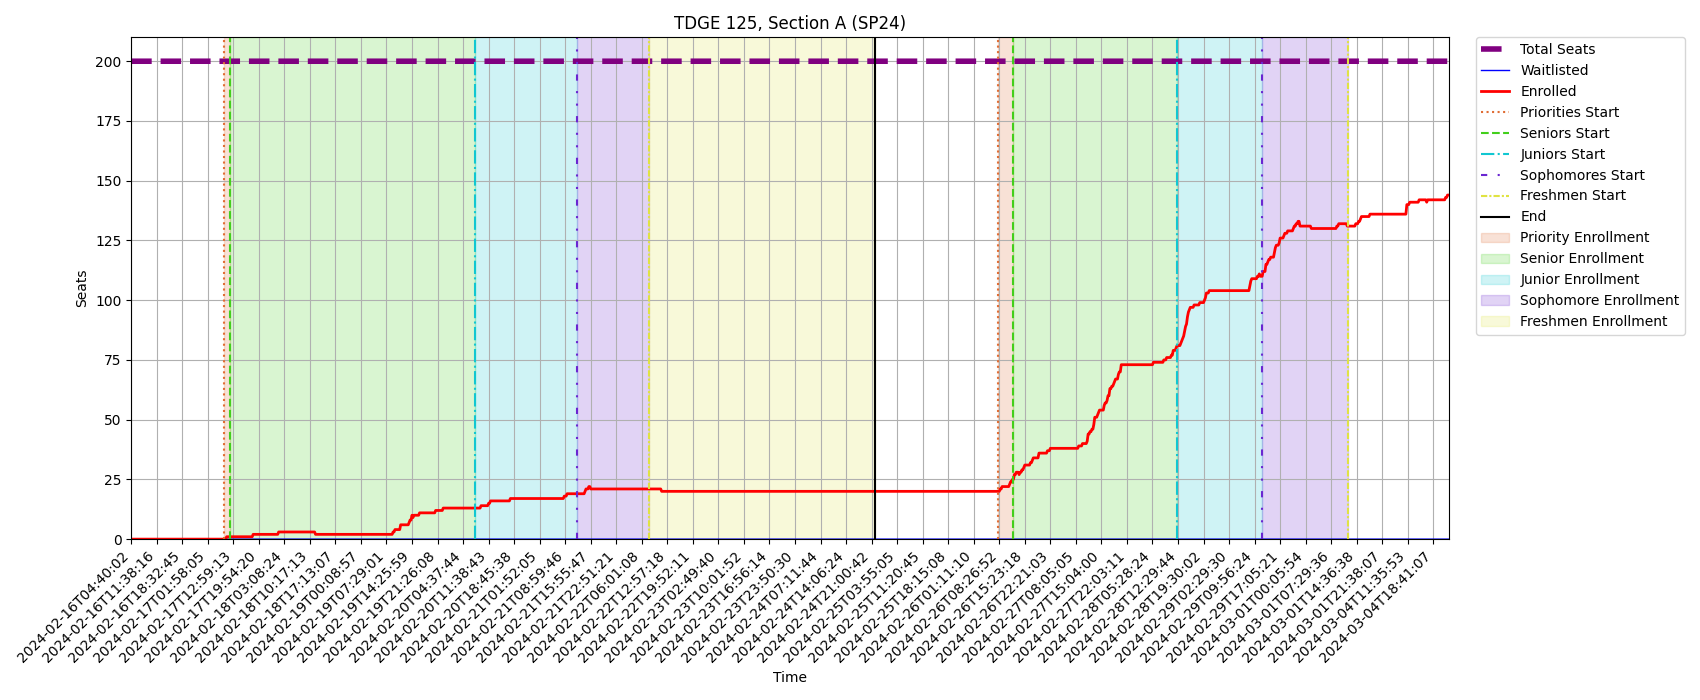 TDGE 125, Section A (SP24)
Total Seats
Waitlisted
Enrolled
Priorities Start
Seniors Start
Juniors Start
Sophomores Start
Freshmen Start
End
Priority Enrollment
Senior Enrollment
Junior Enrollment
Sophomore Enrollment
Freshmen Enrollment
Seats
200
175
150
125
100
75
50
25
0
2024-02-16T04:40:02
2024-02-16T11:38:16
2024-02-16T18:32:45
2024-02-17T01:58:05
2024-02-17T12:59:13
2024-02-17T19:54:20
2024-02-18T03:08:24
2024-02-18T10:17:13
2024-02-18T17:13:07
2024-02-19T00:08:57
2024-02-19T07:29:01
2024-02-19T14:25:59
2024-02-19T21:26:08
2024-02-20T04:37:44
2024-02-20T11:38:43
2024-02-20T18:45:38
2024-02-21T01:52:05
2024-02-21T08:59:46
2024-02-21T15:55:47
2024-02-21T22:51:21
2024-02-22T06:01:08
2024-02-22T12:57:18
2024-02-22T19:52:11
2024-02-23T02:49:40
2024-02-23T10:01:52
2024-02-23T16:56:14
2024-02-23T23:50:30
2024-02-24T07:11:44
2024-02-24T14:06:24
2024-02-24T21:00:42
2024-02-25T03:55:05
2024-02-25T11:20:45
2024-02-25T18:15:08
2024-02-26T01:11:10
2024-02-26T08:26:52
2024-02-26T15:23:18
2024-02-26T22:21:03
2024-02-27T08:05:05
2024-02-27T15:04:00
2024-02-27T22:03:11
2024-02-28T05:28:24
2024-02-28T12:29:44
2024-02-28T19:30:02
2024-02-29T02:29:30
2024-02-29T09:56:24
2024-02-29T17:05:21
2024-03-01T00:05:54
2024-03-01T07:29:36
2024-03-01T14:36:38
2024-03-01T21:38:07
2024-03-04T11:35:53
2024-03-04T18:41:07
Time